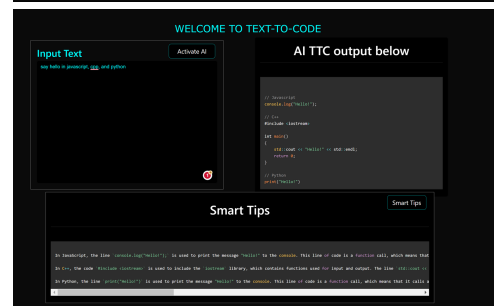 WELCOME TO TEXT-TO-CODE
Input Text
Activate AI
say hello in javascript, cpp, and python
AI TTC output below
// Javascript
console.log("Hello!");
// C++
#include <iostream>
int main()
{
std::cout << "Hello!" << std::endl;
return 0;
}
// Python
print("Hello!")
Smart Tips
Smart Tips
In JavaScript, the line `console.log("Hello!");` is used to print the message "Hello!" to the console. This line of code is a function call, which means that
In C++, the code `#include <iostream>` is used to include the `iostream` library, which contains functions used for input and output. The line `std::cout <<
In Python, the line `print("Hello!")` is used to print the message "Hello!" to the console. This line of code is a function call, which means that it calls a